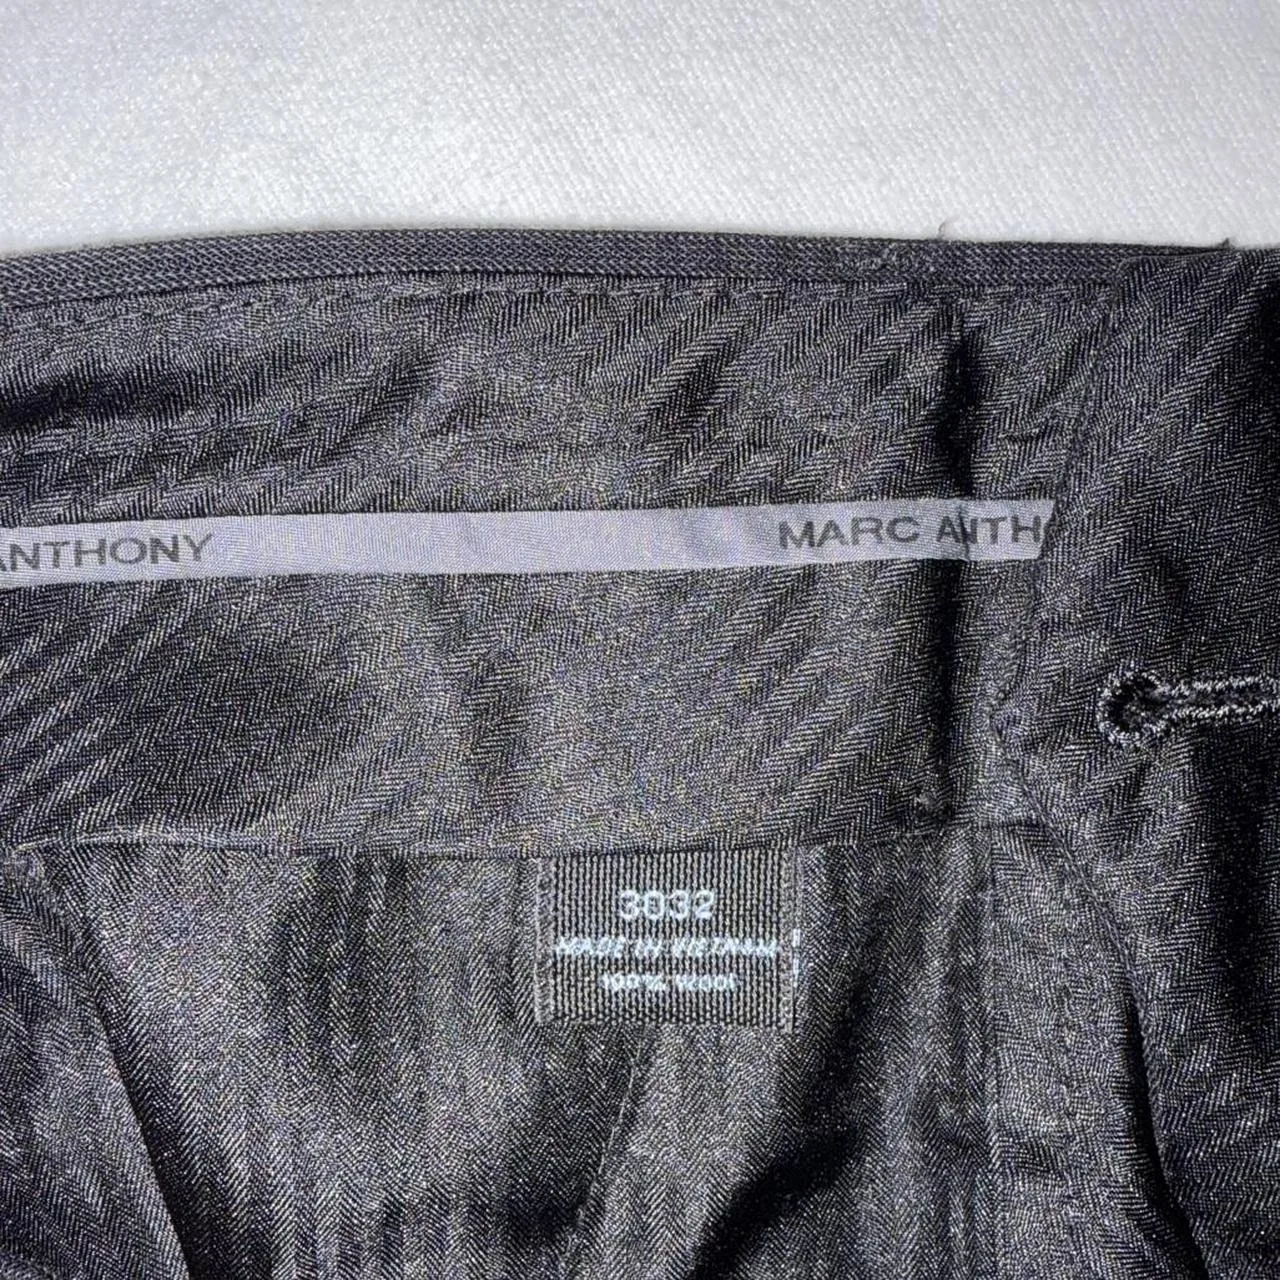 ANTHONY MARC ANTHO
3032
MADE IN VIETNAM
100% WOOL